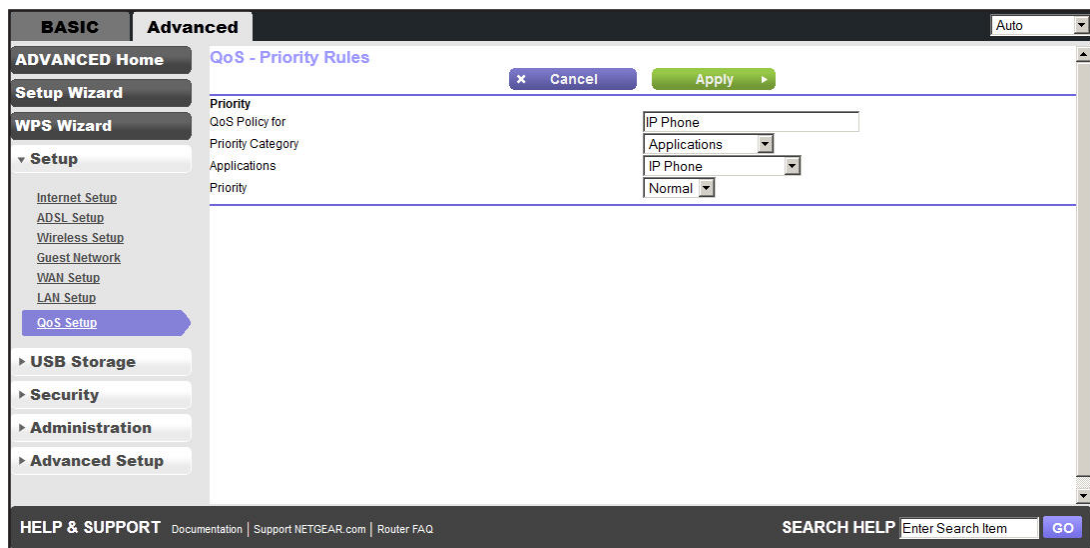 BASIC
Advanced
Auto
ADVANCED Home
Setup Wizard
WPS Wizard
Setup
Internet Setup
ADSL Setup
Wireless Setup
Guest Network
WAN Setup
LAN Setup
QoS Setup
USB Storage
Security
Administration
Advanced Setup
QoS - Priority Rules
Cancel
Apply
Priority
QoS Policy for IP Phone
Priority Category Applications
Applications IP Phone
Priority Normal
HELP & SUPPORT Documentation | Support NETGEAR.com | Router FAQ
SEARCH HELP Enter Search Item GO